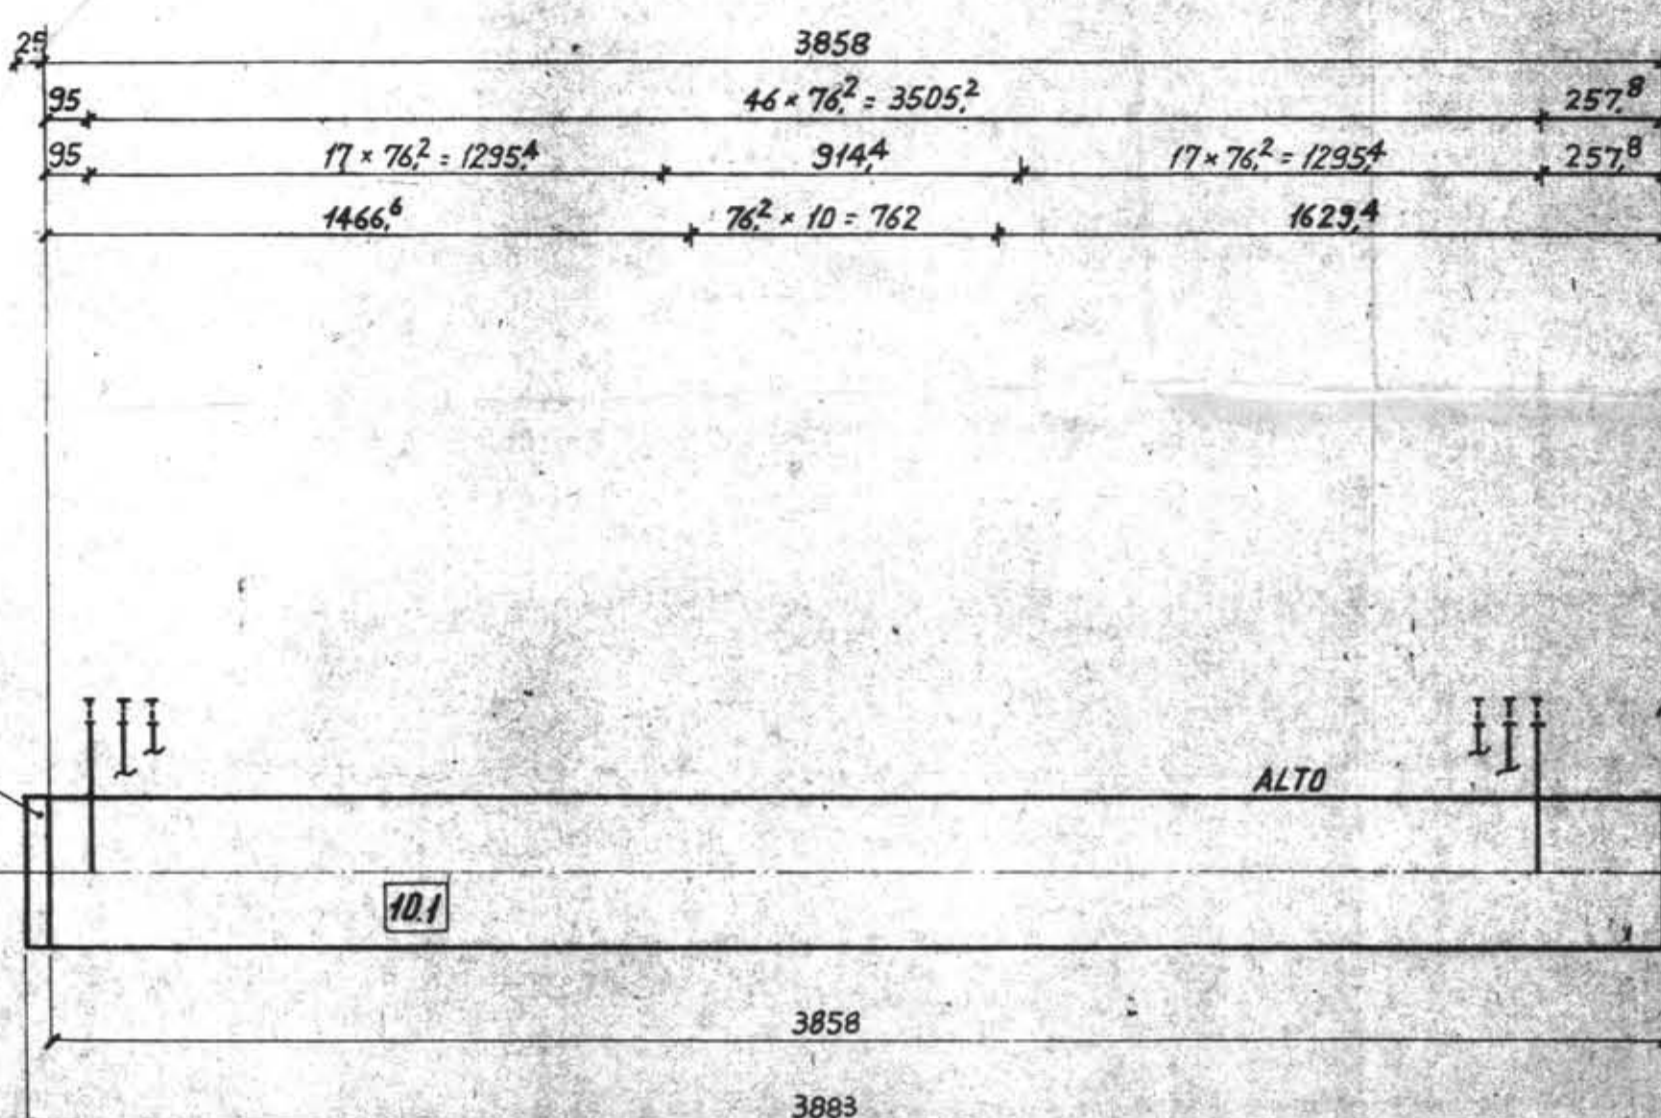 25 3858
95 46 × 76,2 = 3505,2 257,8
95 17 × 76,2 = 1295,4 914,4 17 × 76,2 = 1295,4 257,8
1466,6 76,2 × 10 = 762 1629,4
ALTO
10.1
3858
3883